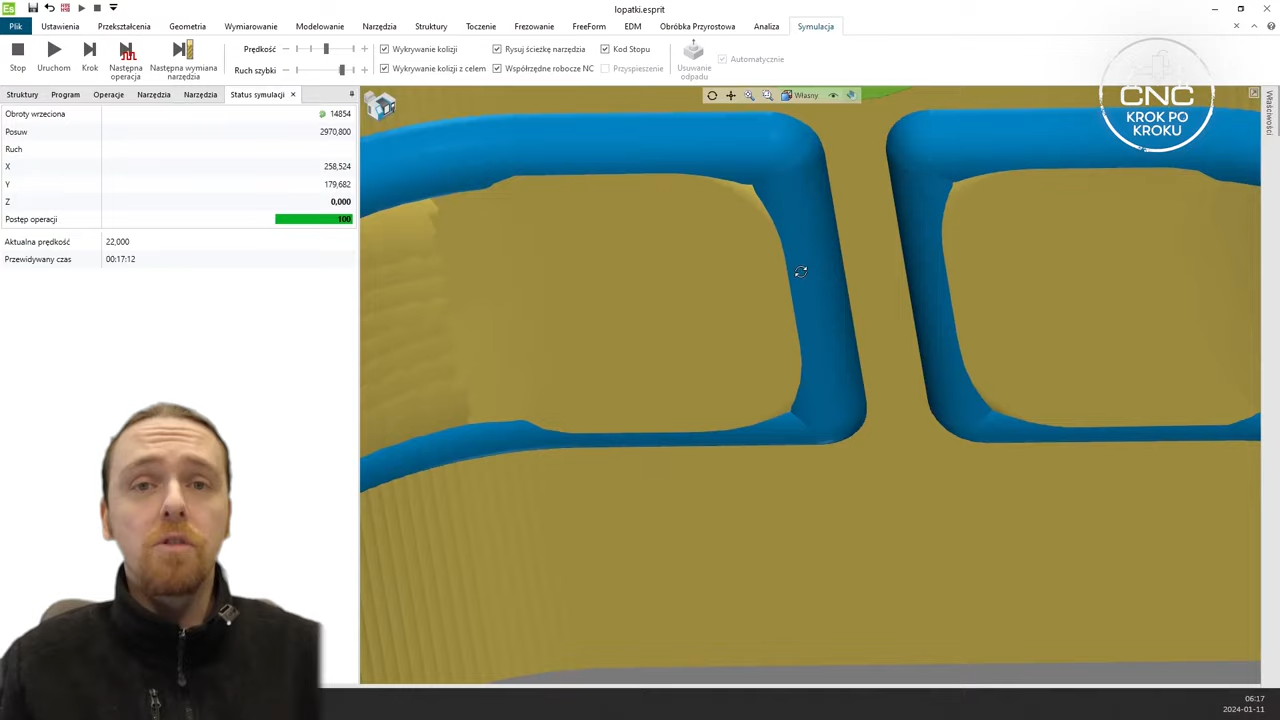 lopatki.esprit
Plik Ustawienia Przekształcenia Geometria Wymiarowanie Modelowanie Narzędzia Struktury Toczenie Frezowanie FreeForm EDM Obróbka Przyrostowa Analiza Symulacja
Stop Uruchom Krok Następna operacja Następna wymiana narzędzia
Prędkość Wykrywanie kolizji Rysuj ścieżkę narzędzia Kod Stopu
Ruch szybki Wykrywanie kolizji z celem Współrzędne robocze NC Przyspieszenie
Usuwanie odpadu Automatycznie
CNC
KROK PO
KROKU
Struktury Program Operacje Narzędzia Narzędzia Status symulacji
Własny
Właściwości
Obroty wrzeciona 14854
Posuw 2970,800
Ruch
X 258,524
Y 179,682
Z 0,000
Postęp operacji 100
Aktualna prędkość 22,000
Przewidywany czas 00:17:12
06:17
2024-01-11